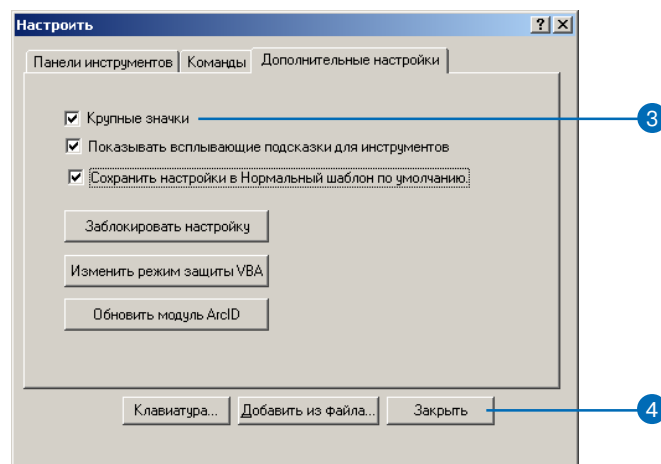 Настроить
Панели инструментов Команды Дополнительные настройки
Крупные значки
3
Показывать всплывающие подсказки для инструментов
Сохранить настройки в Нормальный шаблон по умолчанию.
Заблокировать настройку
Изменить режим защиты VBA
Обновить модуль ArcID
Клавиатура... Добавить из файла... Закрыть
4